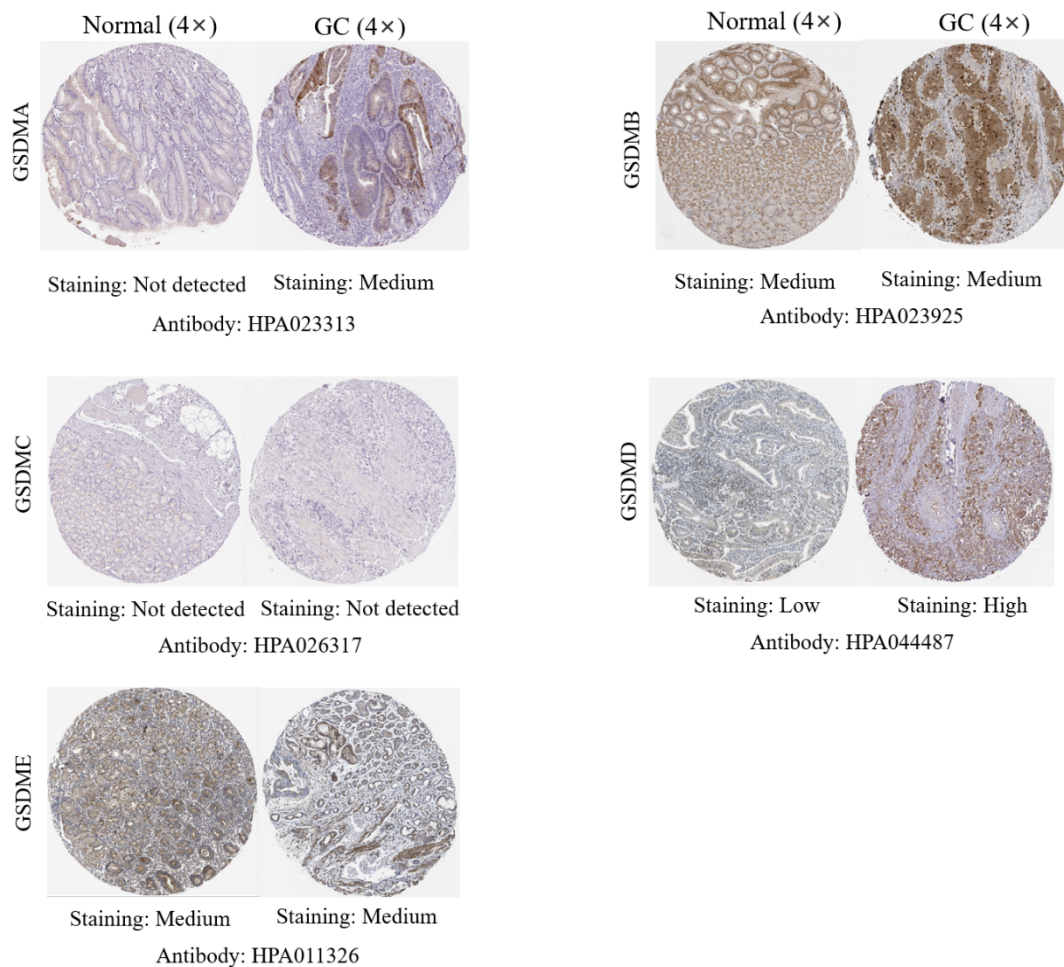 Normal (4×) GC (4×) Normal (4×) GC (4×)
GSDMA
GSDMB
Staining: Not detected Staining: Medium Staining: Medium Staining: Medium
Antibody: HPA023313 Antibody: HPA023925
GSDMC
GSDMD
Staining: Not detected Staining: Not detected Staining: Low Staining: High
Antibody: HPA026317 Antibody: HPA044487
GSDME
Staining: Medium Staining: Medium
Antibody: HPA011326